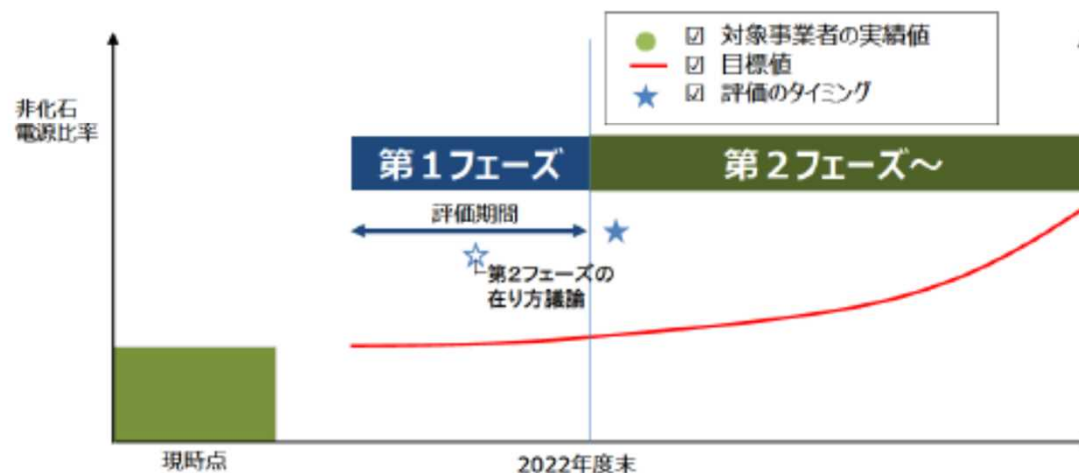 ☑ 対象事業者の実績値
☑ 目標値
☑ 評価のタイミング
非化石
電源比率
第１フェーズ
第２フェーズ～
評価期間
第2フェーズの
在り方議論
現時点
2022年度末